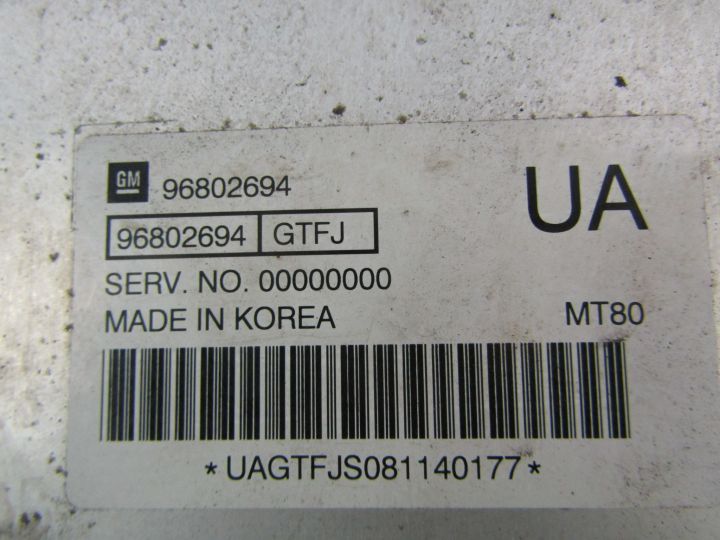 GM 96802694
UA
96802694 GTFJ
SERV. NO. 00000000
MADE IN KOREA
MT80
*UAGTFJS081140177*